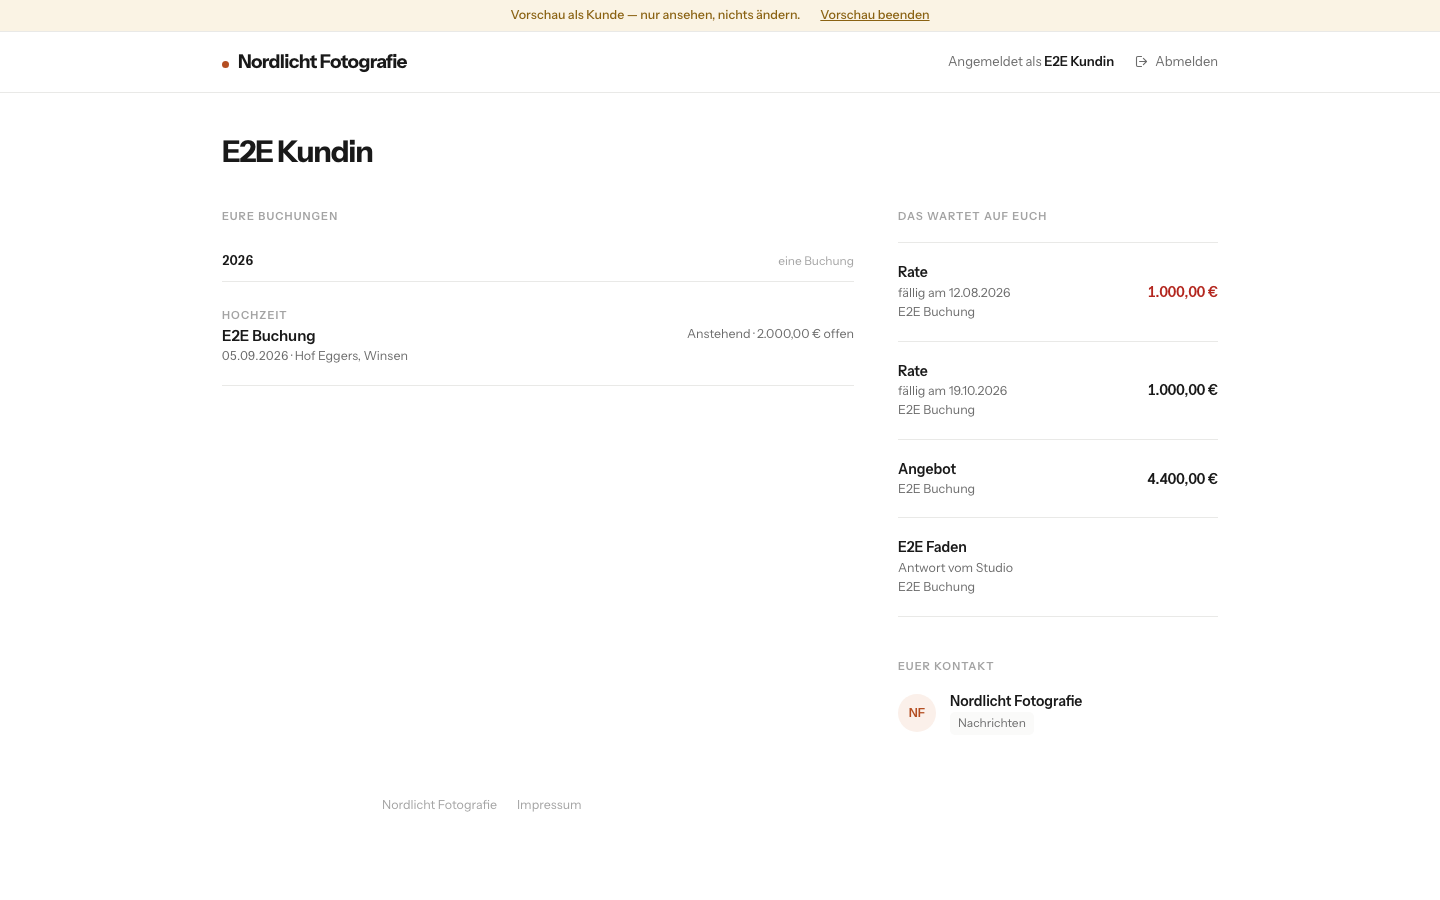 Vorschau als Kunde — nur ansehen, nichts ändern. Vorschau beenden
Nordlicht Fotografie
Angemeldet als E2E Kundin Abmelden
E2E Kundin
EURE BUCHUNGEN
2026 eine Buchung
HOCHZEIT
E2E Buchung
Anstehend · 2.000,00 € offen
05.09.2026 · Hof Eggers, Winsen
DAS WARTET AUF EUCH
Rate
fällig am 12.08.2026
1.000,00 €
E2E Buchung
Rate
fällig am 19.10.2026
1.000,00 €
E2E Buchung
Angebot
4.400,00 €
E2E Buchung
E2E Faden
Antwort vom Studio
E2E Buchung
EUER KONTAKT
NF
Nordlicht Fotografie
Nachrichten
Nordlicht Fotografie Impressum